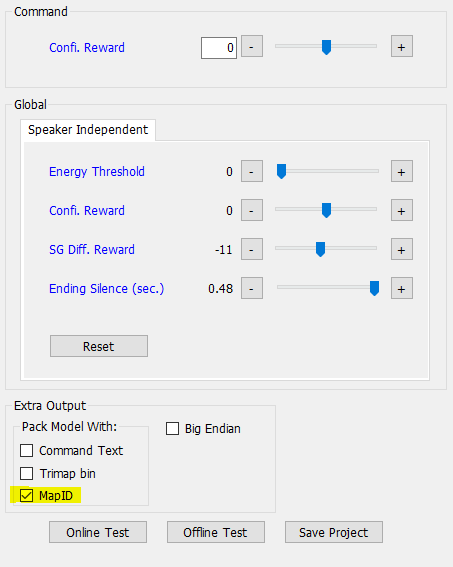 Command
Confi. Reward 0 - +
Global
Speaker Independent
Energy Threshold 0 - +
Confi. Reward 0 - +
SG Diff. Reward -11 - +
Ending Silence (sec.) 0.48 - +
Reset
Extra Output
Pack Model With:
Big Endian
Command Text
Trimap bin
MapID
Online Test Offline Test Save Project